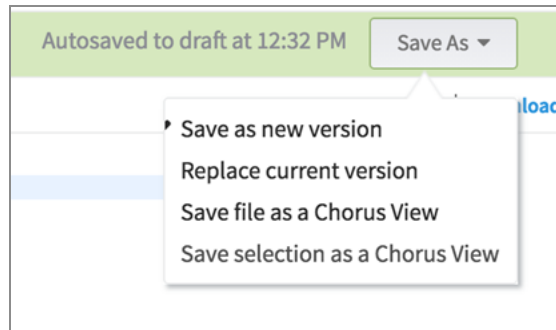 Autosaved to draft at 12:32 PM Save As
Save as new version
Replace current version
Save file as a Chorus View
Save selection as a Chorus View